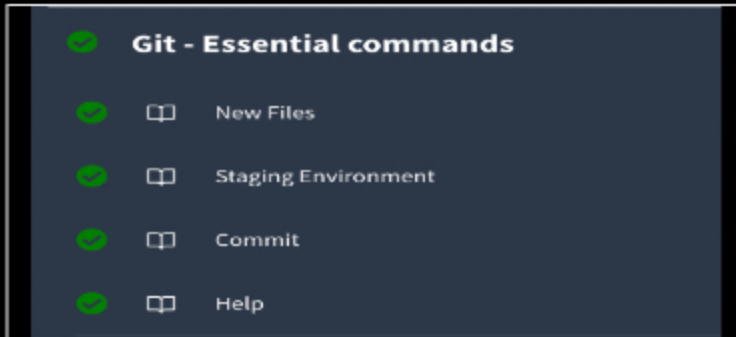 Git - Essential commands
New Files
Staging Environment
Commit
Help